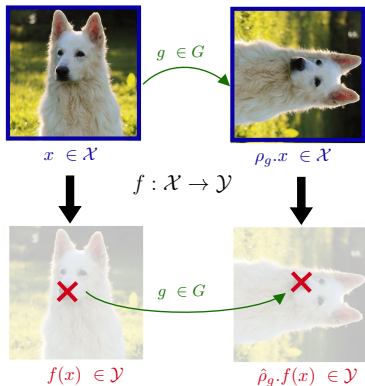 g ∈ G
x ∈ 𝒳
ρ_g.x ∈ 𝒳
f : 𝒳 → 𝒴
g ∈ G
f(x) ∈ 𝒴
ρ̂_g.f(x) ∈ 𝒴